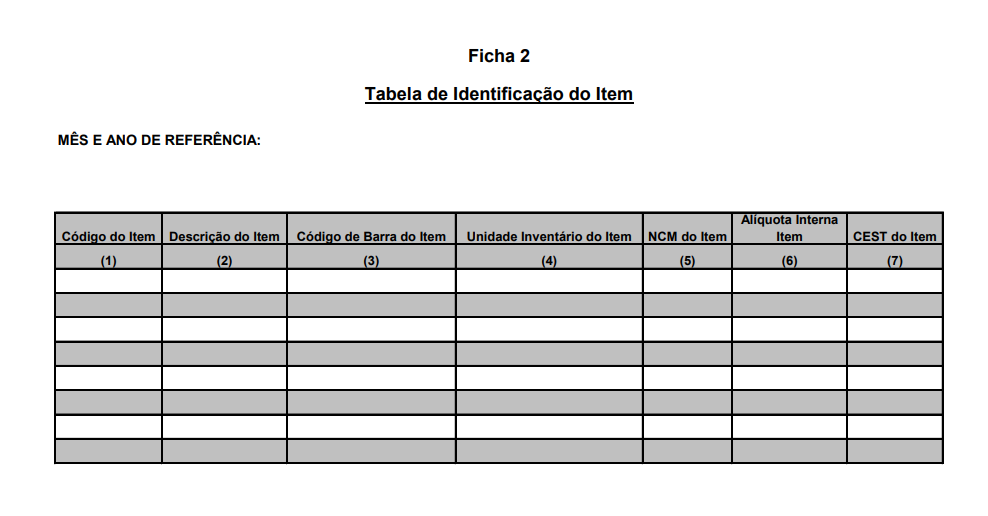 Ficha 2
Tabela de Identificação do Item
MÊS E ANO DE REFERÊNCIA:
Código do Item Descrição do Item Código de Barra do Item Unidade Inventário do Item NCM do Item Alíquota Interna Item CEST do Item
(1) (2) (3) (4) (5) (6) (7)